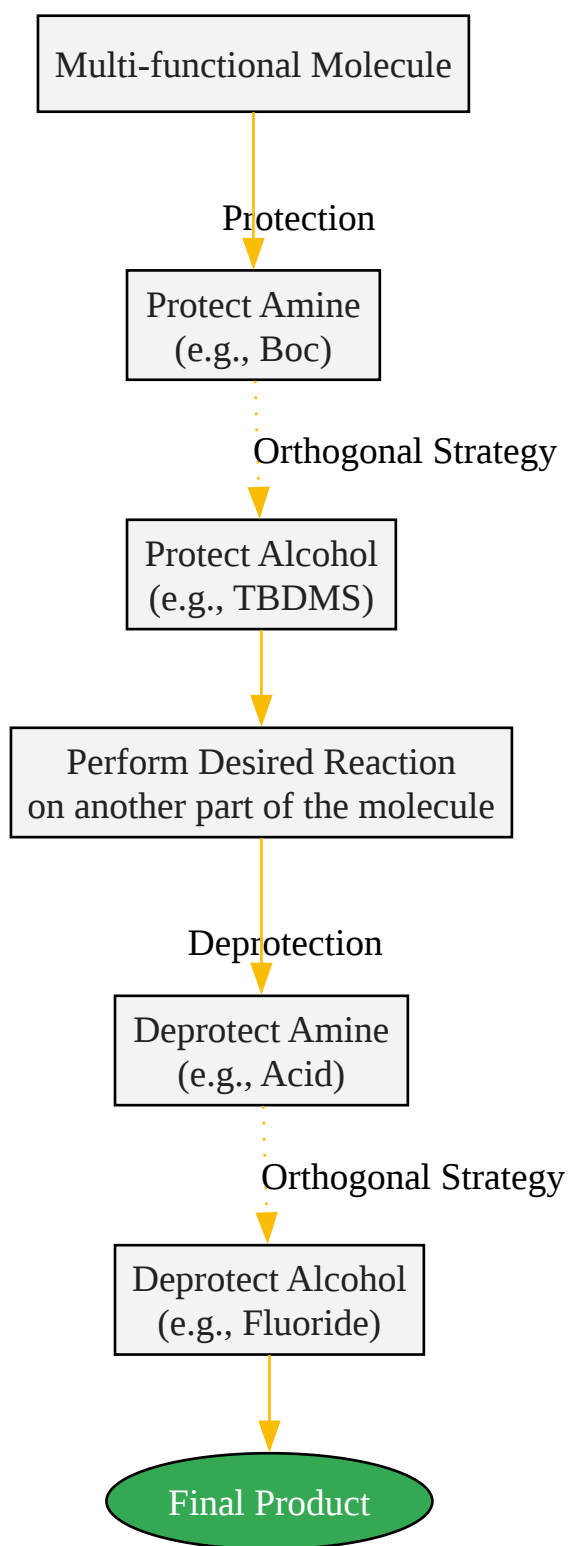 Multi-functional Molecule
Protection
Protect Amine
(e.g., Boc)
Orthogonal Strategy
Protect Alcohol
(e.g., TBDMS)
Perform Desired Reaction
on another part of the molecule
Deprotection
Deprotect Amine
(e.g., Acid)
Orthogonal Strategy
Deprotect Alcohol
(e.g., Fluoride)
Final Product